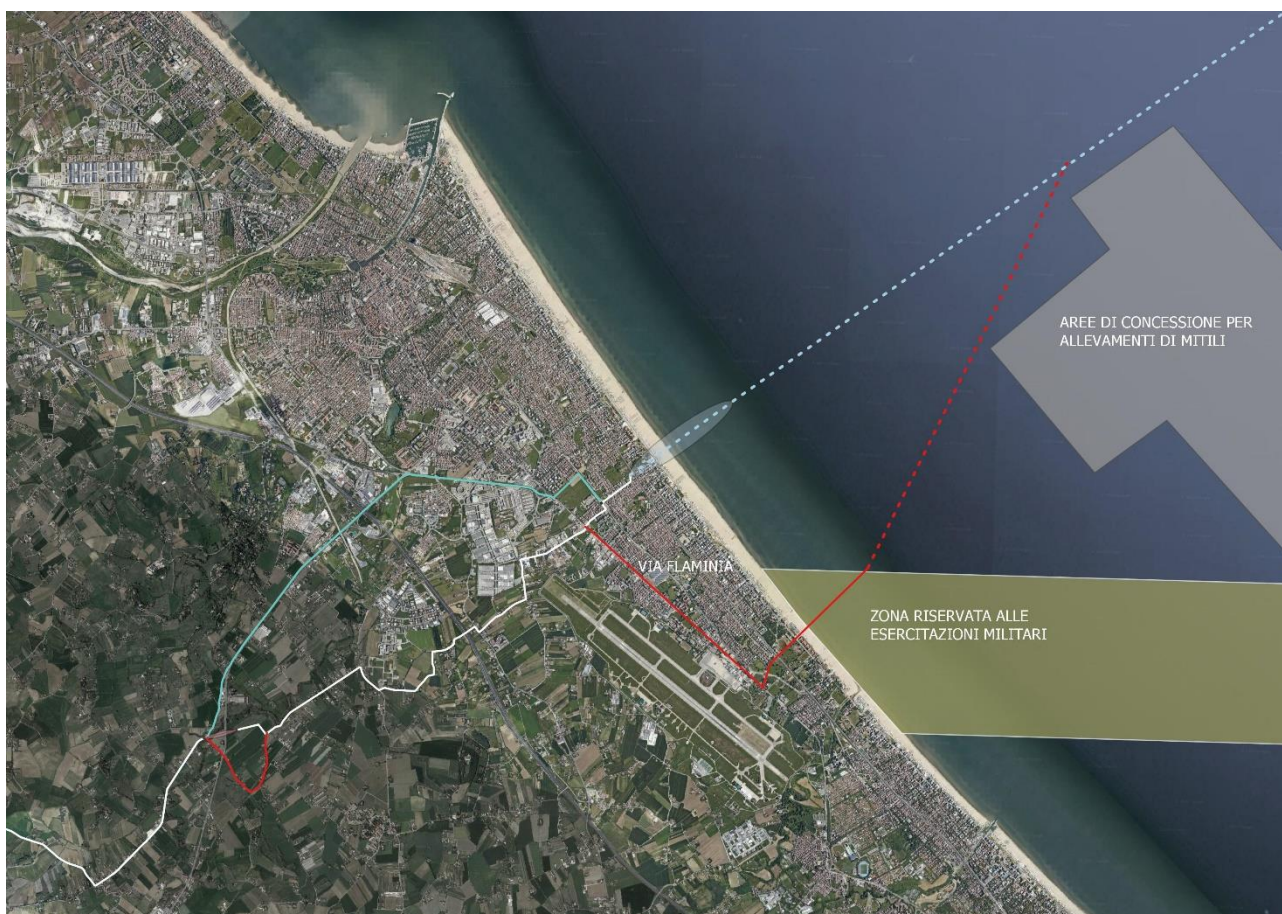 AREE DI CONCESSIONE PER
ALLEVAMENTI DI MITILI
VIA FLAMINIA
ZONA RISERVATA ALLE
ESERCITAZIONI MILITARI